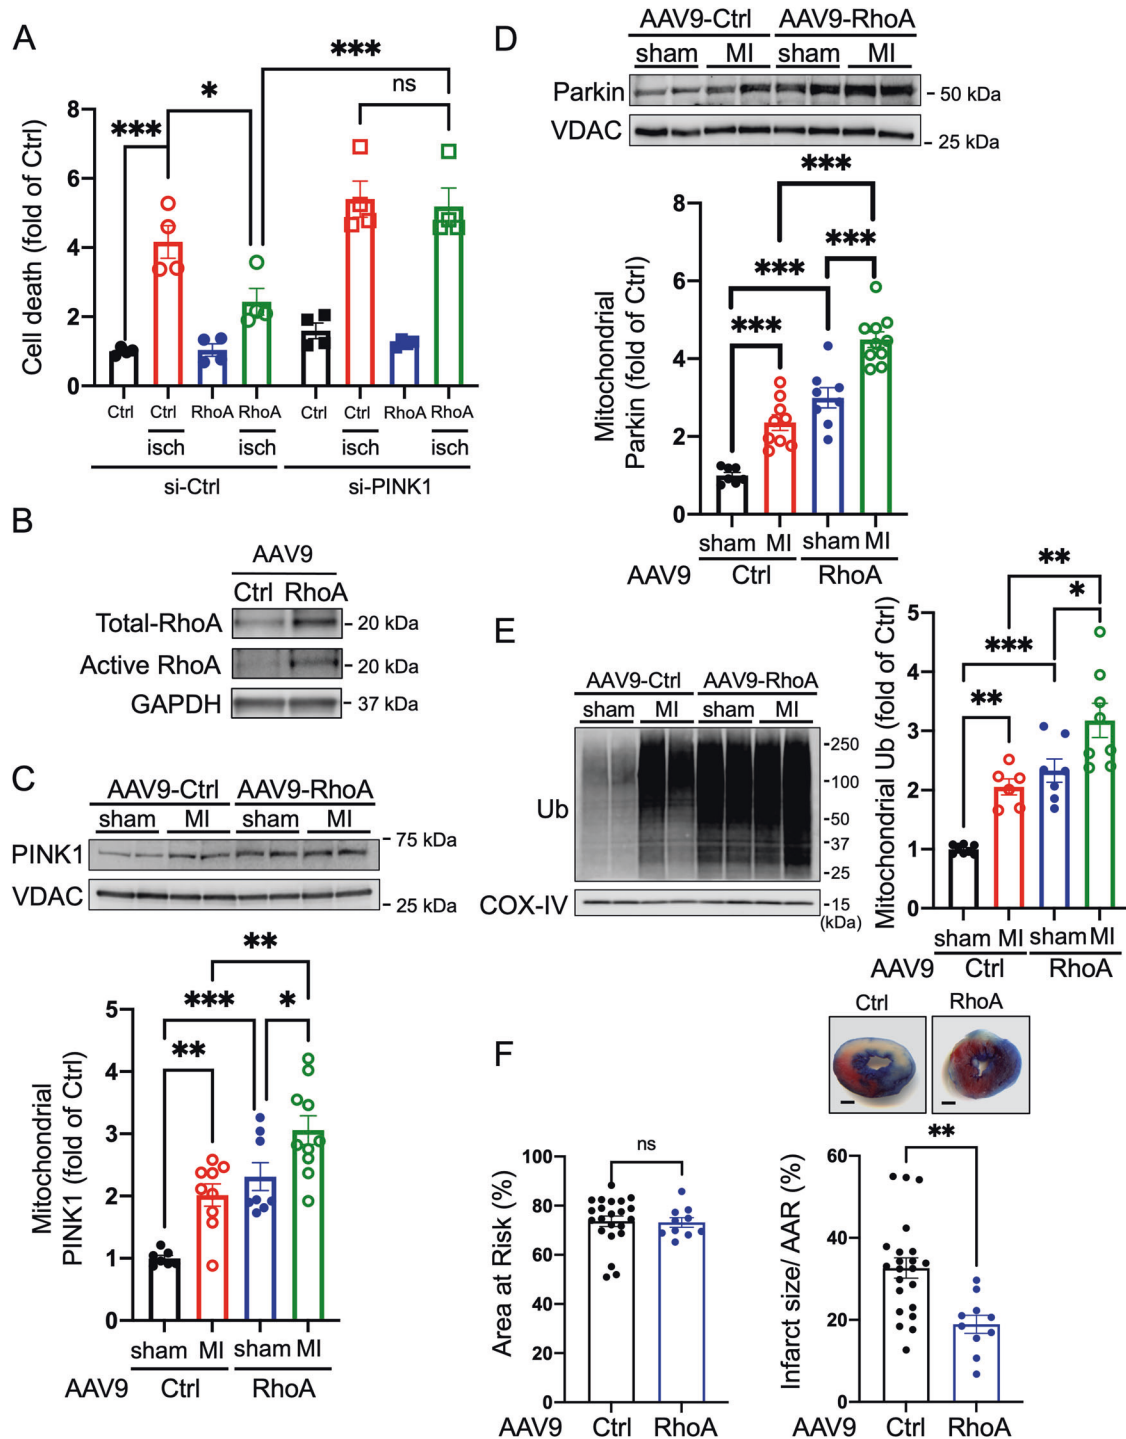 A
Cell death (fold of Ctrl)
8
6
4
2
0
***
*
***
ns
Ctrl Ctrl RhoA RhoA Ctrl Ctrl RhoA RhoA
isch isch isch isch
si-Ctrl si-PINK1
B
AAV9
Ctrl RhoA
Total-RhoA - 20 kDa
Active RhoA - 20 kDa
GAPDH - 37 kDa
C
AAV9-Ctrl AAV9-RhoA
sham MI sham MI
PINK1 - 75 kDa
VDAC - 25 kDa
Mitochondrial
PINK1 (fold of Ctrl)
5
4
3
2
1
0
**
***
*
**
sham MI sham MI
AAV9 Ctrl RhoA
D
AAV9-Ctrl AAV9-RhoA
sham MI sham MI
Parkin - 50 kDa
VDAC - 25 kDa
Mitochondrial
Parkin (fold of Ctrl)
8
6
4
2
0
***
***
***
***
sham MI sham MI
AAV9 Ctrl RhoA
E
AAV9-Ctrl AAV9-RhoA
sham MI sham MI
Ub
-250
-100
-50
-37
-25
COX-IV -15
(kDa)
Mitochondrial Ub (fold of Ctrl)
5
4
3
2
1
0
**
***
*
**
sham MI sham MI
AAV9 Ctrl RhoA
F
Area at Risk (%)
100
80
60
40
20
0
ns
AAV9 Ctrl RhoA
Ctrl RhoA
Infarct size/ AAR (%)
60
40
20
0
**
AAV9 Ctrl RhoA